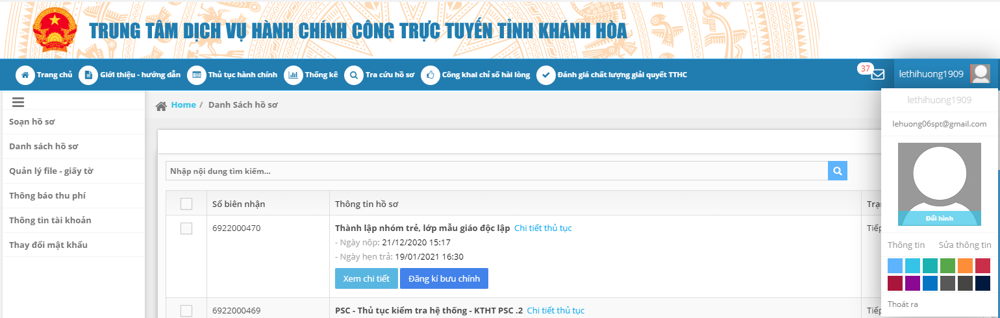 TRUNG TÂM DỊCH VỤ HÀNH CHÍNH CÔNG TRỰC TUYẾN TỈNH KHÁNH HÒA
Trang chủ Giới thiệu - hướng dẫn Thủ tục hành chính Thống kê Tra cứu hồ sơ Công khai chỉ số hài lòng Đánh giá chất lượng giải quyết TTHC 37 lethihuong1909
lethihuong1909
lehuong06spt@gmail.com
Đổi hình
Thông tin Sửa thông tin
Thoát ra
Soạn hồ sơ
Danh sách hồ sơ
Quản lý file - giấy tờ
Thông báo thu phí
Thông tin tài khoản
Thay đổi mật khẩu
Home / Danh Sách hồ sơ
Nhập nội dung tìm kiếm...
Số biên nhận Thông tin hồ sơ Trạ
6922000470 Thành lập nhóm trẻ, lớp mẫu giáo độc lập Chi tiết thủ tục Tiếp
- Ngày nộp: 21/12/2020 15:17
- Ngày hẹn trả: 19/01/2021 16:30
Xem chi tiết Đăng kí bưu chính
6922000469 PSC - Thủ tục kiểm tra hệ thống - KTHT PSC .2 Chi tiết thủ tục Tiếp